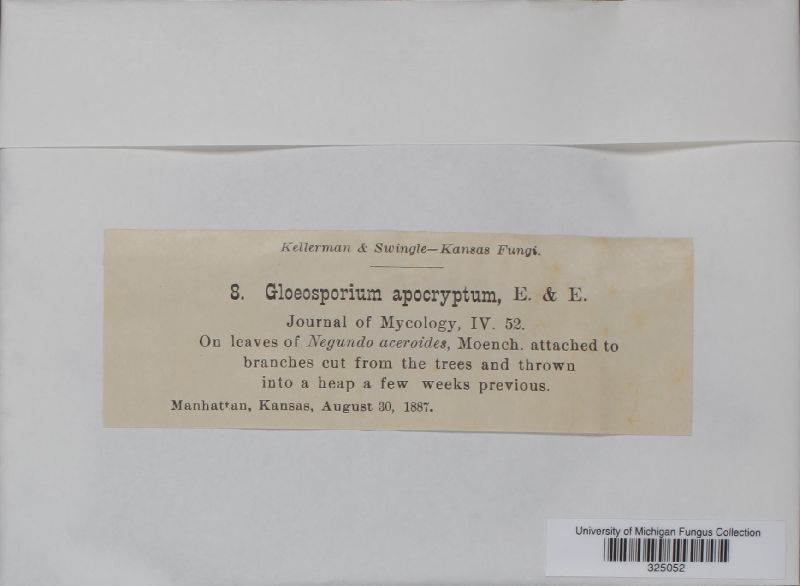 Kellerman & Swingle—Kansas Fungi.
8. Gloeosporium apocryptum, E. & E.
Journal of Mycology, IV. 52.
On leaves of Negundo aceroides, Moench. attached to
branches cut from the trees and thrown
into a heap a few weeks previous.
Manhattan, Kansas, August 30, 1887.
University of Michigan Fungus Collection
325052